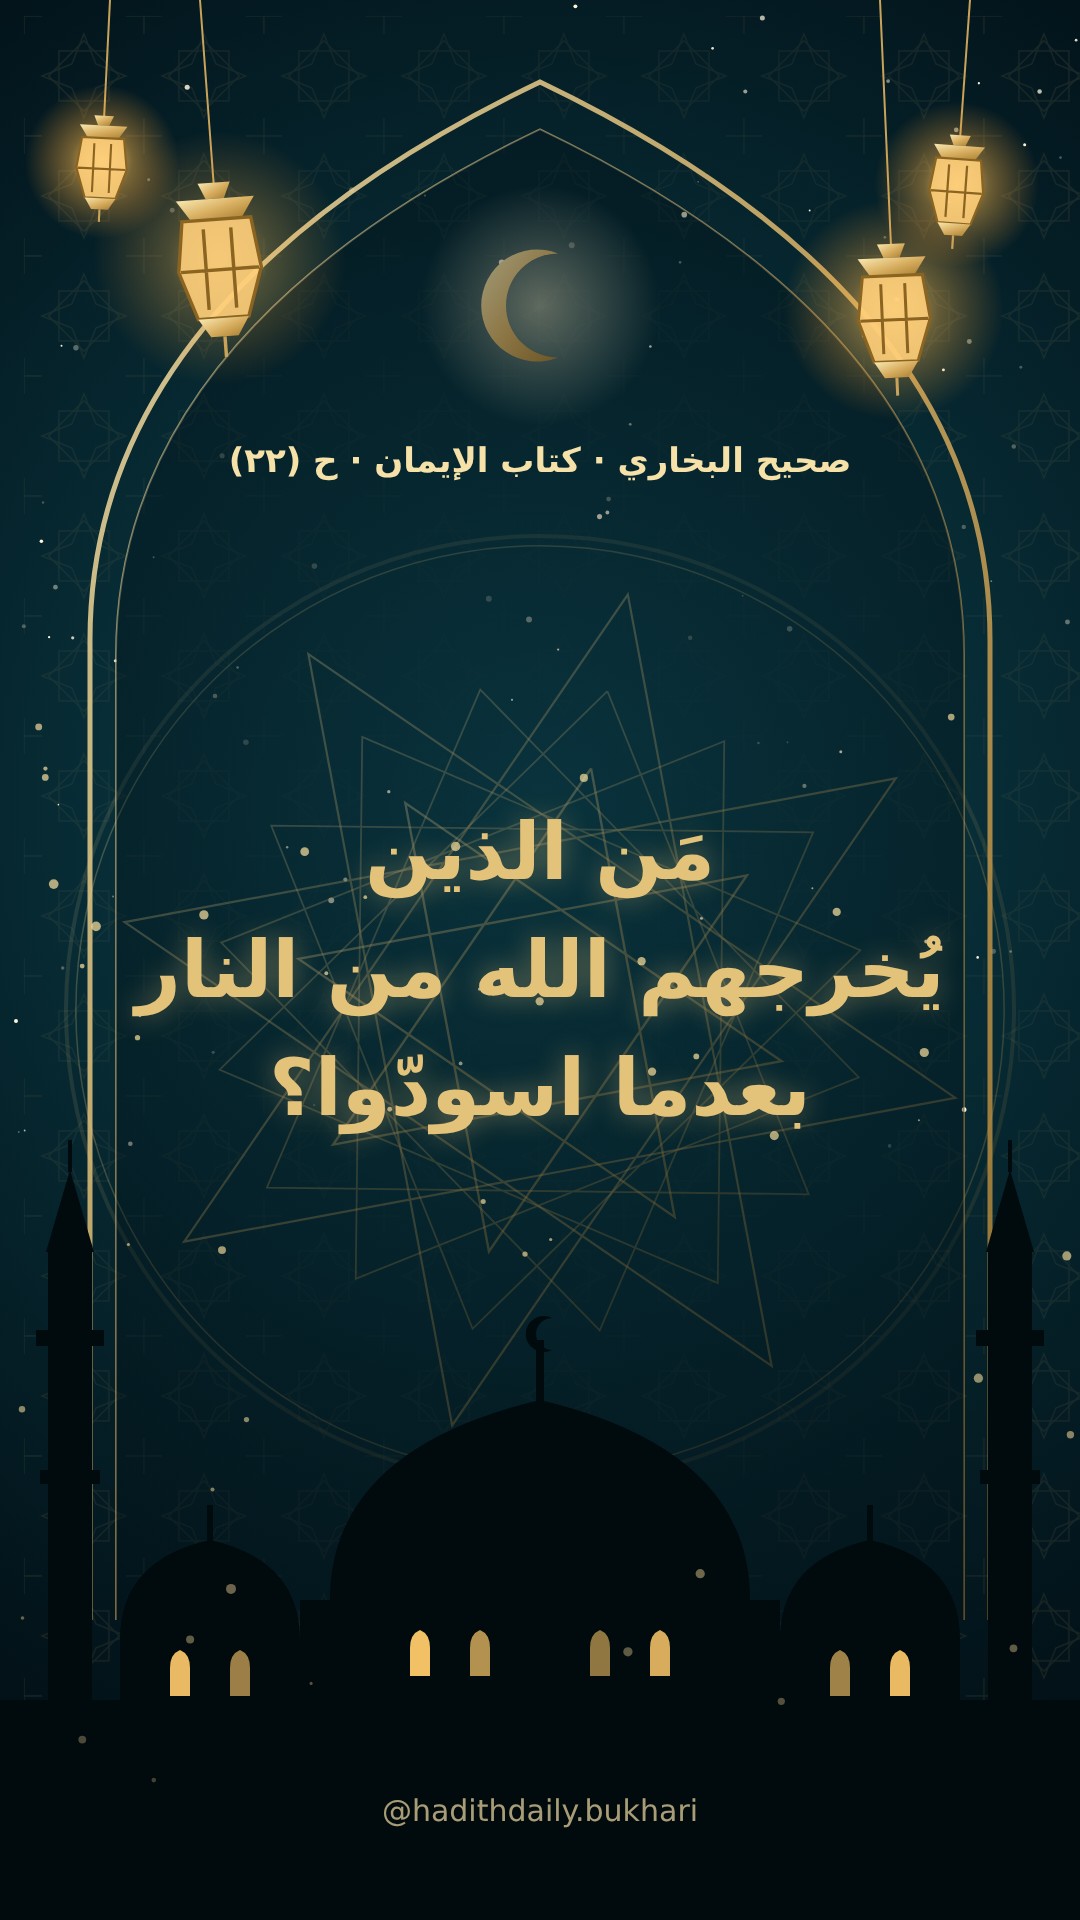 صحيح البخاري · كتاب الإيمان · ح (٢٢)
مَن الذين
يُخرجهم الله من النار
بعدما اسودّوا؟
@hadithdaily.bukhari